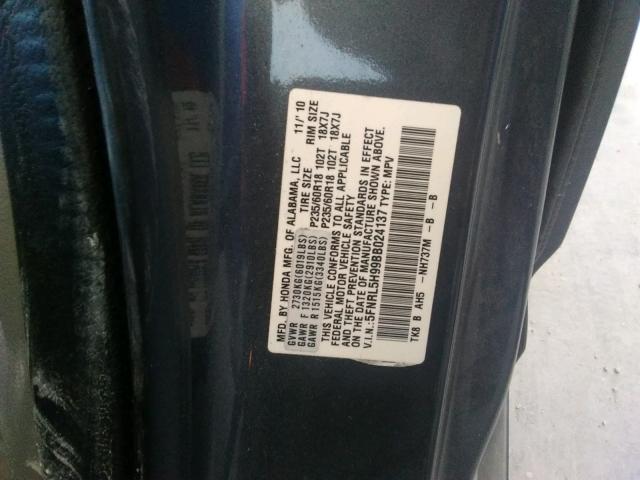 MFD. BY HONDA MFG. OF ALABAMA, LLC 11/'10
GVWR 2730KG(6019LBS) TIRE SIZE RIM SIZE
GAWR F 1320KG(2910LBS) P235/60R18 102T 18X7J
GAWR R 1515KG(3340LBS) P235/60R18 102T 18X7J
THIS VEHICLE CONFORMS TO ALL APPLICABLE
FEDERAL MOTOR VEHICLE SAFETY
AND THEFT PREVENTION STANDARDS IN EFFECT
ON THE DATE OF MANUFACTURE SHOWN ABOVE.
V.I.N.:5FNRL5H90BB024137 TYPE: MPV
TK8 B AH5 -NH737M -B -B